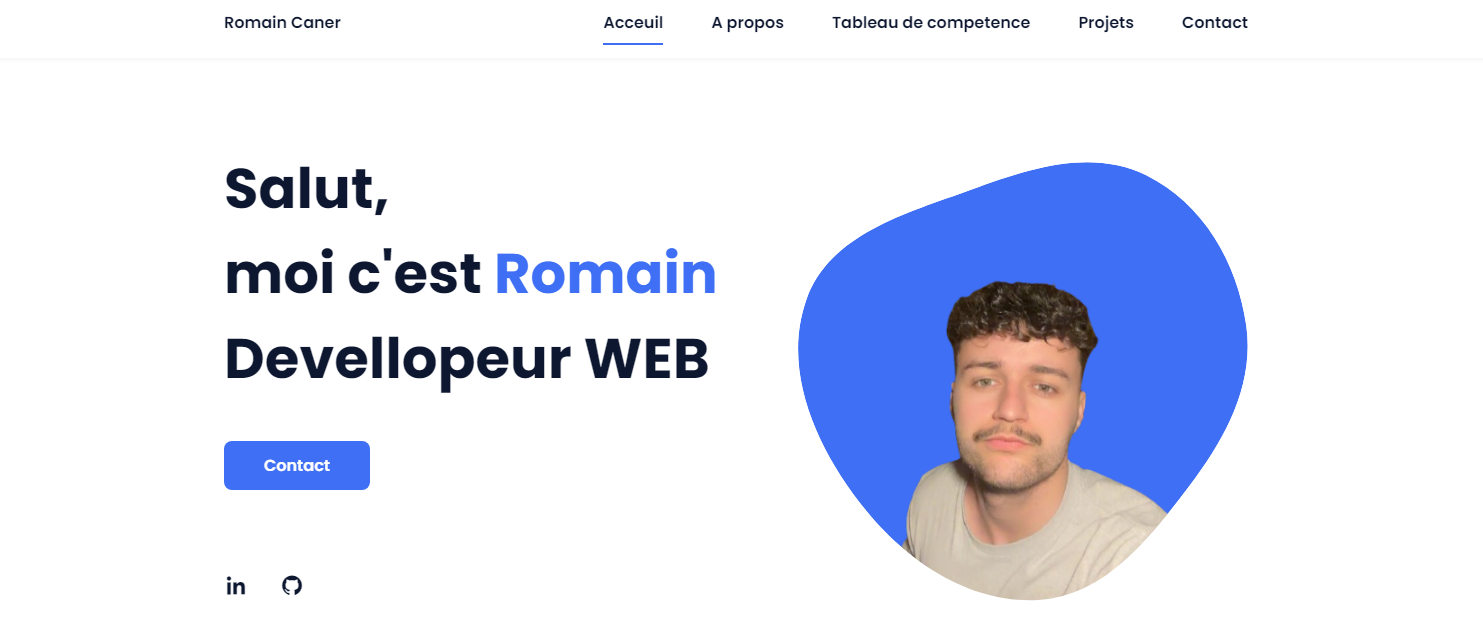 Romain Caner
Acceuil
A propos
Tableau de competence
Projets
Contact
Salut,
moi c'est Romain
Devellopeur WEB
Contact
in